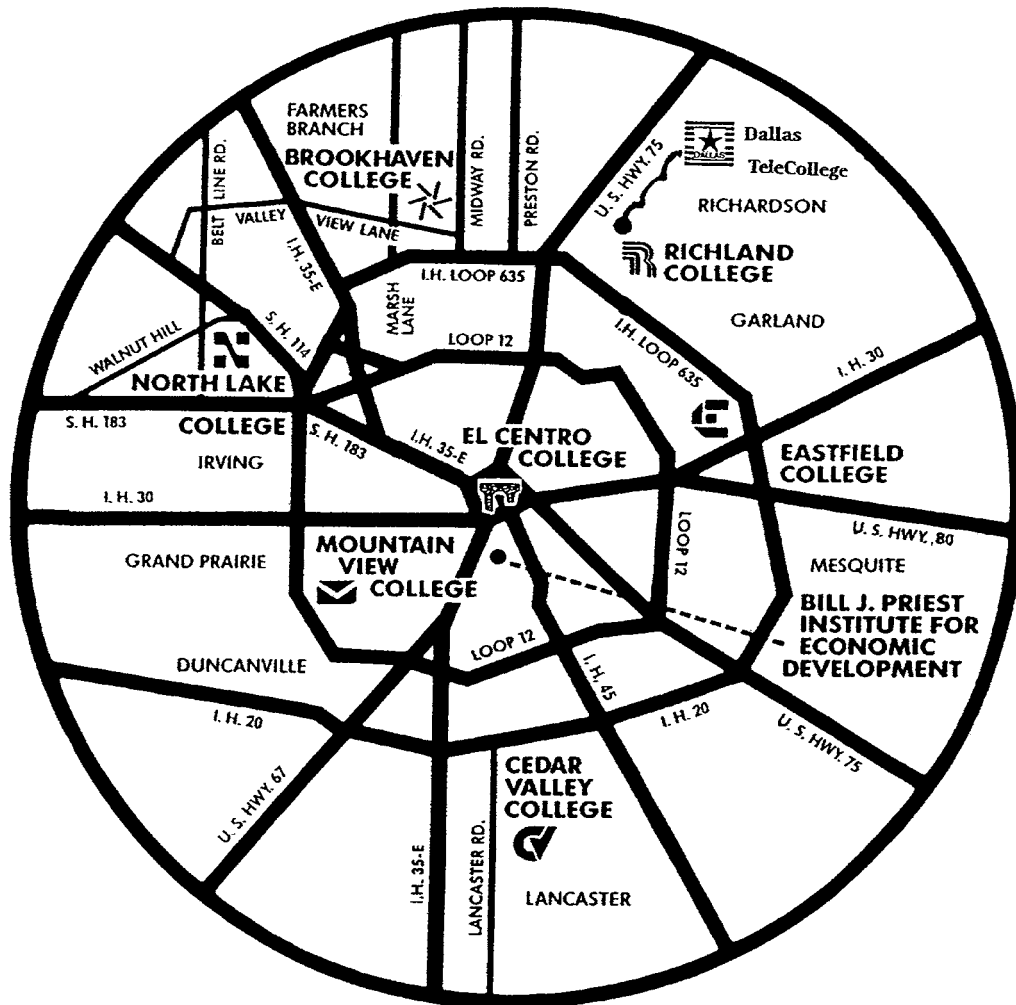 FARMERS
BRANCH
BROOKHAVEN
COLLEGE
BELT LINE RD.
VALLEY VIEW LANE
MIDWAY RD.
PRESTON RD.
U. S. HWY. 75
DALLAS
Dallas
TeleCollege
RICHARDSON
RICHLAND
COLLEGE
I.H. 35-E
I.H. LOOP 635
MARSH
LANE
GARLAND
S. H. 114
WALNUT HILL
LOOP 12
I.H. LOOP 635
I. H. 30
NORTH LAKE
COLLEGE
S. H. 183
S. H. 183
I.H. 35-E
IRVING
EL CENTRO
COLLEGE
EASTFIELD
COLLEGE
I. H. 30
U. S. HWY. 80
LOOP 12
GRAND PRAIRIE
MOUNTAIN
VIEW
COLLEGE
MESQUITE
BILL J. PRIEST
INSTITUTE FOR
ECONOMIC
DEVELOPMENT
DUNCANVILLE
LOOP 12
I. H. 45
I. H. 20
I. H. 20
U. S. HWY. 75
U. S. HWY. 67
I.H. 35-E
LANCASTER RD.
CEDAR
VALLEY
COLLEGE
CV
LANCASTER